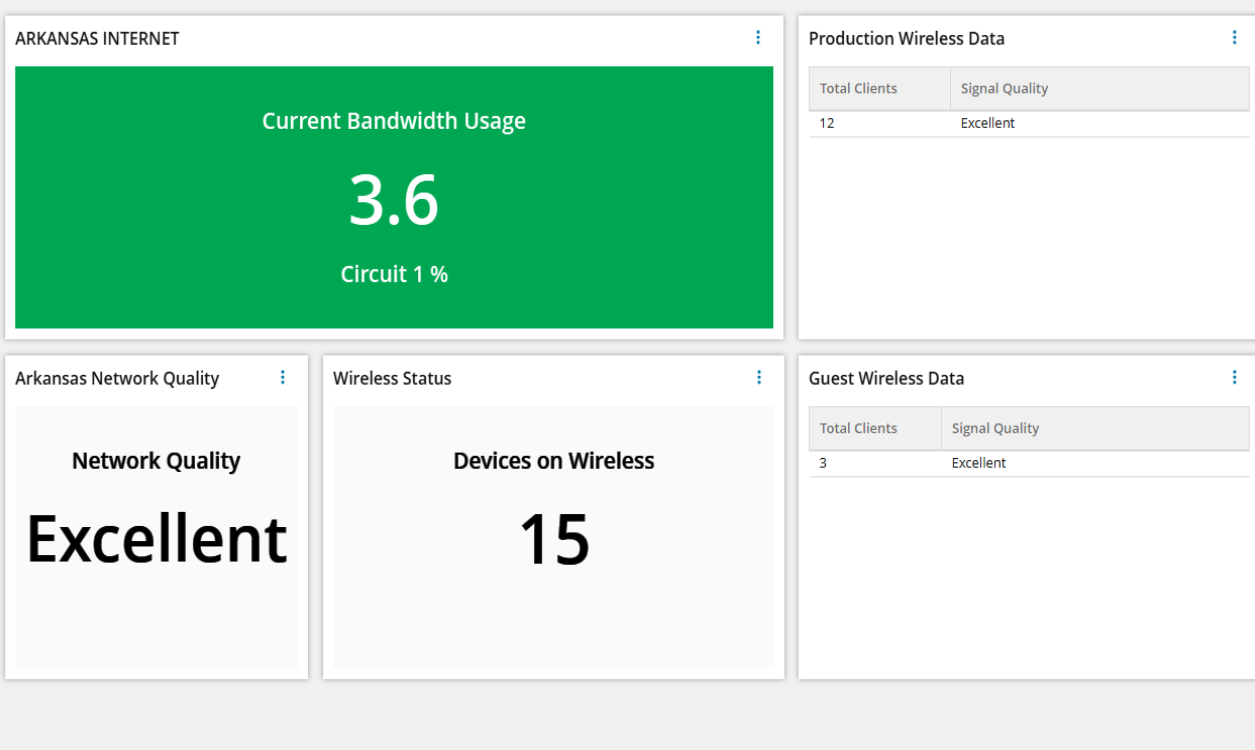 ARKANSAS INTERNET
Current Bandwidth Usage
3.6
Circuit 1 %
Production Wireless Data
Total Clients Signal Quality
12 Excellent
Arkansas Network Quality
Network Quality
Excellent
Wireless Status
Devices on Wireless
15
Guest Wireless Data
Total Clients Signal Quality
3 Excellent